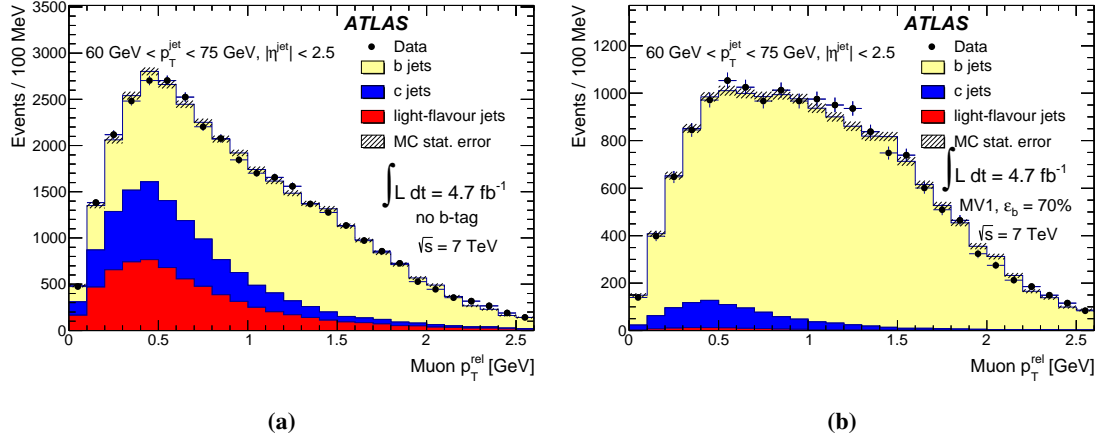 ATLAS
60 GeV < p_T^jet < 75 GeV, |η^jet| < 2.5
Data
b jets
c jets
light-flavour jets
MC stat. error
∫L dt = 4.7 fb⁻¹
no b-tag
√s = 7 TeV
Events / 100 MeV
3500
3000
2500
2000
1500
1000
500
0
0 0.5 1 1.5 2 2.5
Muon p_T^rel [GeV]
(a)
ATLAS
60 GeV < p_T^jet < 75 GeV, |η^jet| < 2.5
Data
b jets
c jets
light-flavour jets
MC stat. error
∫L dt = 4.7 fb⁻¹
MV1, ε_b = 70%
√s = 7 TeV
Events / 100 MeV
1200
1000
800
600
400
200
0
0 0.5 1 1.5 2 2.5
Muon p_T^rel [GeV]
(b)